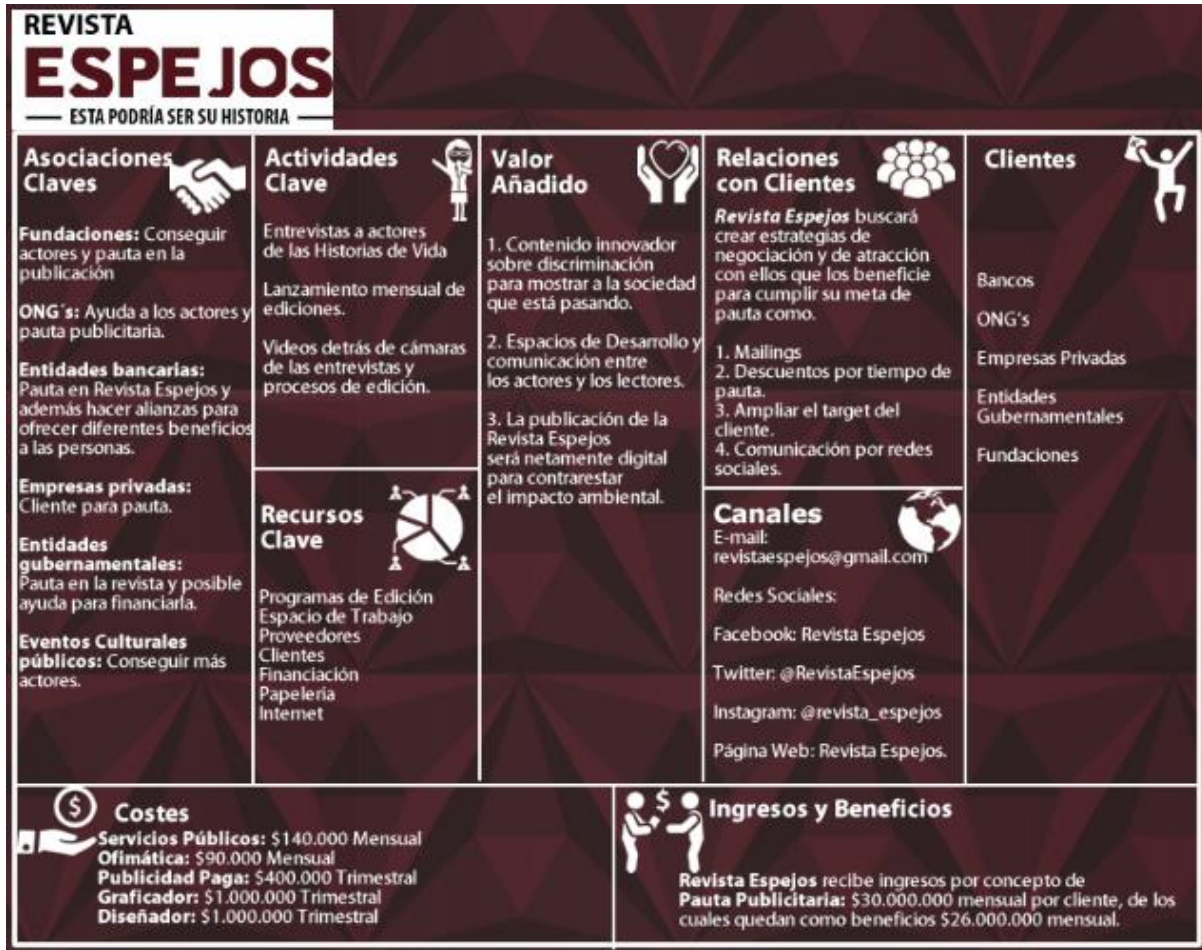 REVISTA
ESPEJOS
ESTA PODRÍA SER SU HISTORIA
Asociaciones
Claves
Fundaciones: Conseguir
actores y pauta en la
publicación
ONG´s: Ayuda a los actores y
pauta publicitaria.
Entidades bancarias:
Pauta en Revista Espejos y
además hacer alianzas para
ofrecer diferentes beneficios
a las personas.
Empresas privadas:
Cliente para pauta.
Entidades
gubernamentales:
Pauta en la revista y posible
ayuda para financiarla.
Eventos Culturales
públicos: Conseguir más
actores.
Actividades
Clave
Entrevistas a actores
de las Historias de Vida
Lanzamiento mensual de
ediciones.
Videos detrás de cámaras
de las entrevistas y
procesos de edición.
Recursos
Clave
Programas de Edición
Espacio de Trabajo
Proveedores
Clientes
Financiación
Papeleria
Internet
Valor
Añadido
1. Contenido innovador
sobre discriminación
para mostrar a la sociedad
que está pasando.
2. Espacios de Desarrollo y
comunicación entre
los actores y los lectores.
3. La publicación de la
Revista Espejos
será netamente digital
para contrarestar
el impacto ambiental.
Relaciones
con Clientes
Revista Espejos buscará
crear estrategias de
negociación y de atracción
con ellos que los beneficie
para cumplir su meta de
pauta como.
1. Mailings
2. Descuentos por tiempo de
pauta.
3. Ampliar el target del
cliente.
4. Comunicación por redes
sociales.
Canales
E-mail:
revistaespejos@gmail.com
Redes Sociales:
Facebook: Revista Espejos
Twitter: @RevistaEspejos
Instagram: @revista_espejos
Página Web: Revista Espejos.
Clientes
Bancos
ONG's
Empresas Privadas
Entidades
Gubernamentales
Fundaciones
$
Costes
Servicios Públicos: $140.000 Mensual
Ofimática: $90.000 Mensual
Publicidad Paga: $400.000 Trimestral
Graficador: $1.000.000 Trimestral
Diseñador: $1.000.000 Trimestral
$
Ingresos y Beneficios
Revista Espejos recibe ingresos por concepto de
Pauta Publicitaria: $30.000.000 mensual por cliente, de los
cuales quedan como beneficios $26.000.000 mensual.